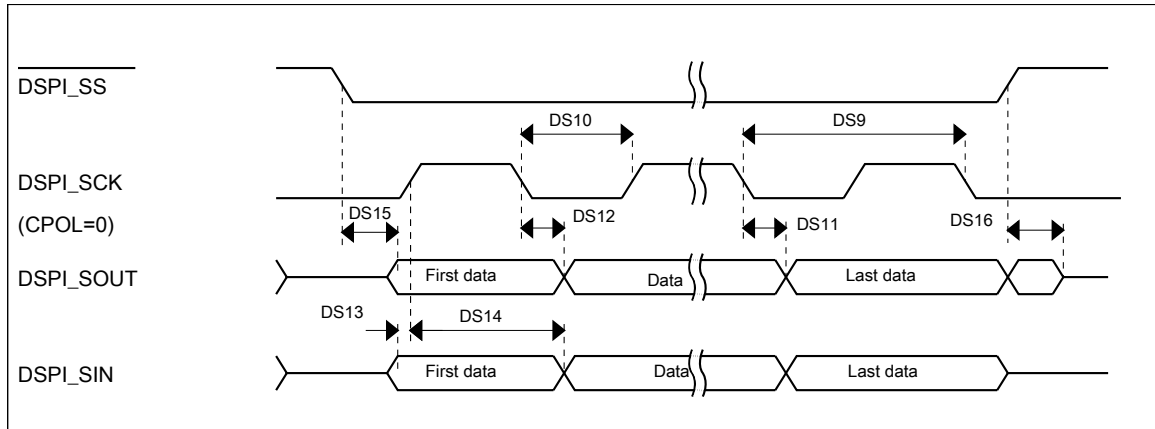 DSPI_SS
DS10
DS9
DSPI_SCK
(CPOL=0)
DS15
DS12
DS11
DS16
DSPI_SOUT
First data
Data
Last data
DS13
DS14
DSPI_SIN
First data
Data
Last data